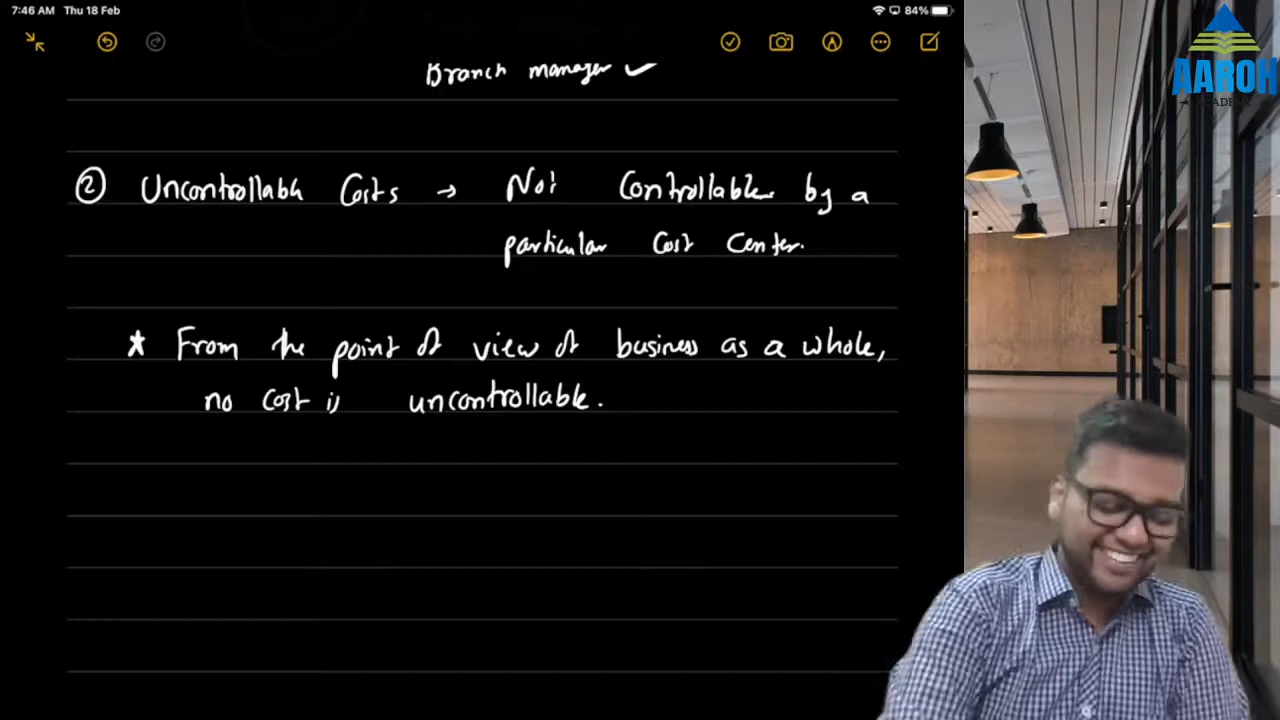 7:46 AM Thu 18 Feb
84%
AAROH
ACADEMY
Branch manager ✓
② Uncontrollable Costs → Not Controllable by a
particular Cost Center.
* From the point of view of business as a whole,
no cost is uncontrollable.